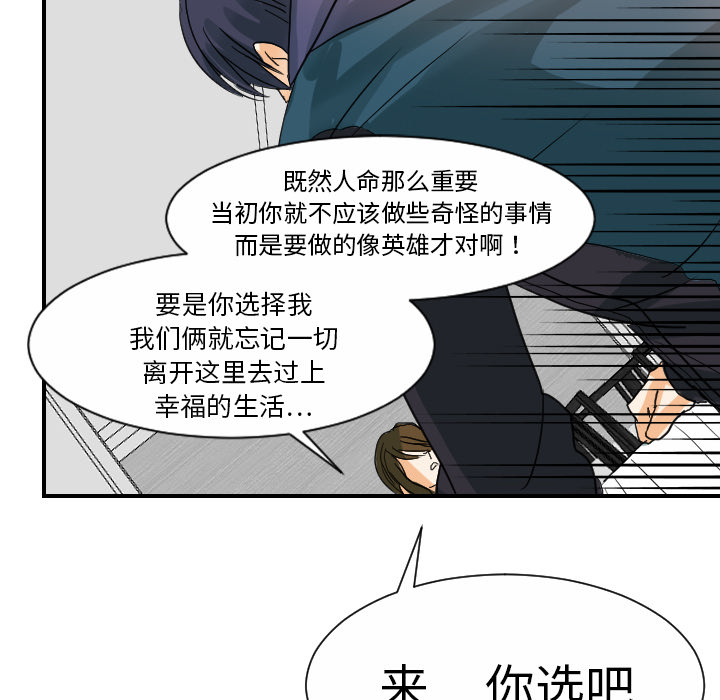 既然人命那么重要
当初你就不应该做些奇怪的事情
而是要做的像英雄才对啊！
要是你选择我
我们俩就忘记一切
离开这里去过上
幸福的生活...
来 你选吧